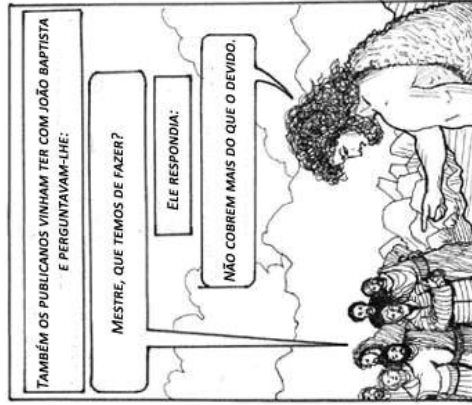 TAMBÉM OS PUBLICANOS VINHAM TER COM JOÃO BAPTISTA
E PERGUNTAVAM-LHE:
MESTRE, QUE TEMOS DE FAZER?
ELE RESPONDIA:
NÃO COBREM MAIS DO QUE O DEVIDO.